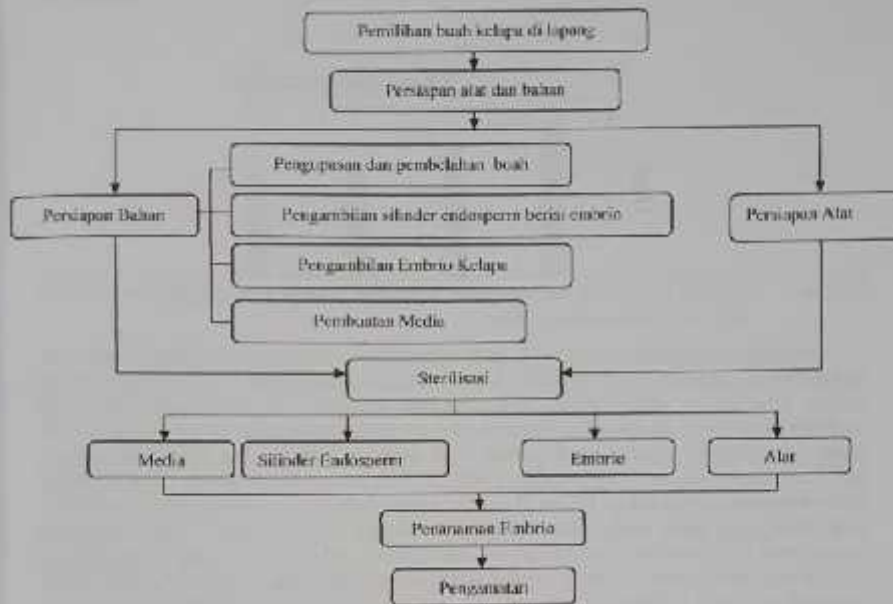 Pemilihan buah kelapa di lapang
Persiapan alat dan bahan
Pengupasan dan pembelahan buah
Persiapan Bahan
Pengambilan silinder endosperm berisi embrio
Persiapan Alat
Pengambilan Embrio Kelapa
Pembuatan Media
Sterilisasi
Media
Silinder Endosperm
Embrio
Alat
Penanaman Embrio
Pengamatan